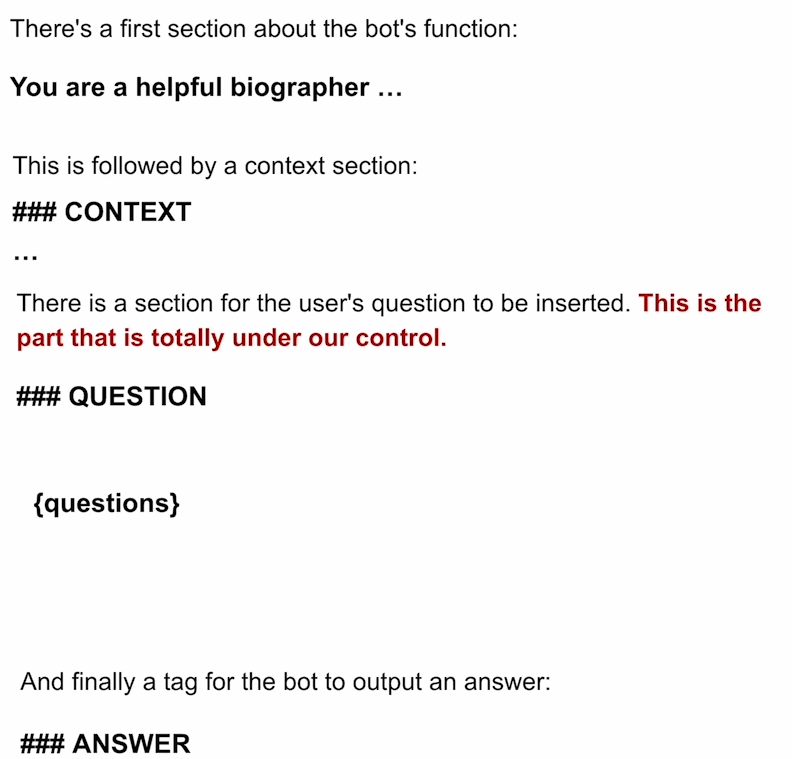 There's a first section about the bot's function:
You are a helpful biographer ...
This is followed by a context section:
### CONTEXT
...
There is a section for the user's question to be inserted. This is the
part that is totally under our control.
### QUESTION
{questions}
And finally a tag for the bot to output an answer:
### ANSWER